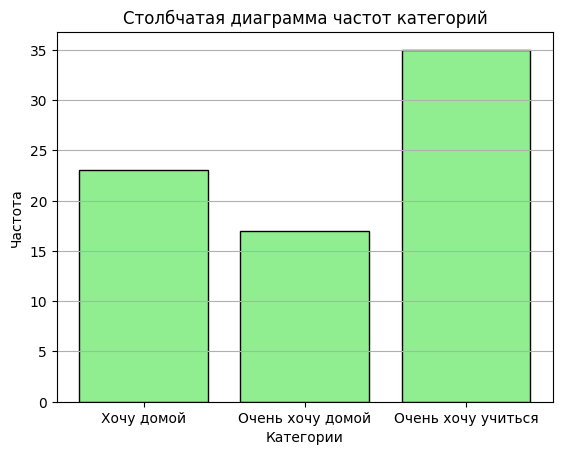 Столбчатая диаграмма частот категорий
35
30
25
20
15
10
5
0
Частота
Хочу домой
Очень хочу домой
Очень хочу учиться
Категории